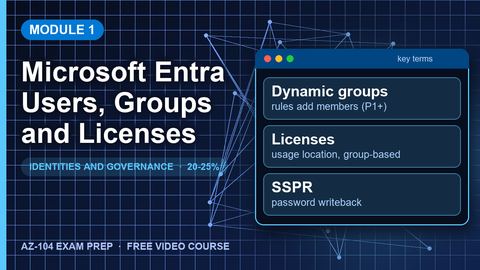 MODULE 1
Microsoft Entra
Users, Groups
and Licenses
IDENTITIES AND GOVERNANCE · 20-25%
AZ-104 EXAM PREP · FREE VIDEO COURSE
key terms
Dynamic groups
rules add members (P1+)
Licenses
usage location, group-based
SSPR
password writeback